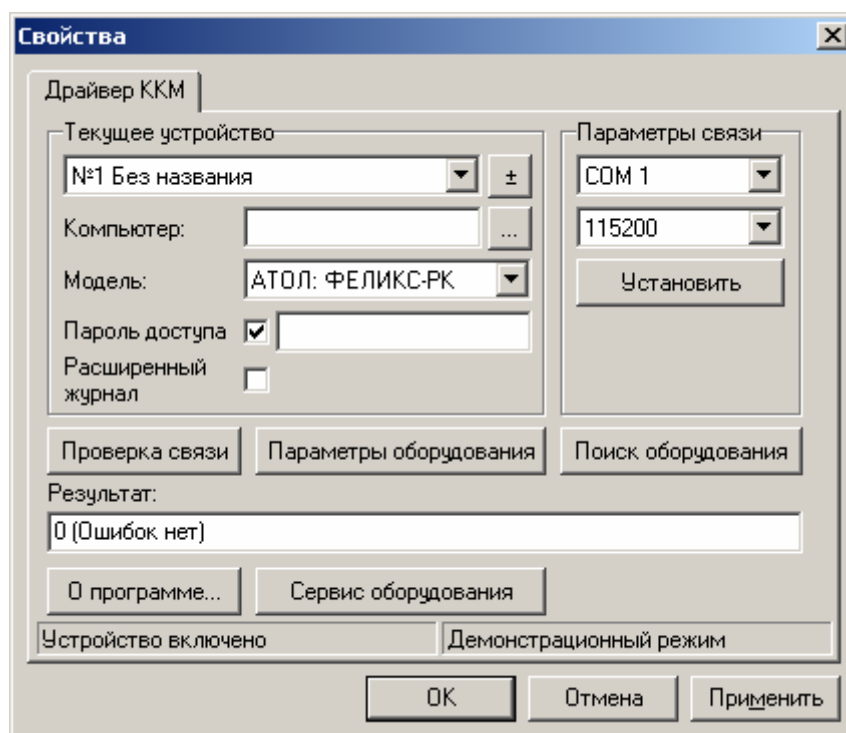 Свойства
Драйвер ККМ
Текущее устройство
Параметры связи
№1 Без названия
±
COM 1
Компьютер:
...
115200
Модель:
АТОЛ: ФЕЛИКС-РК
Установить
Пароль доступа
Расширенный
журнал
Проверка связи
Параметры оборудования
Поиск оборудования
Результат:
0 (Ошибок нет)
О программе...
Сервис оборудования
Устройство включено
Демонстрационный режим
OK
Отмена
Применить